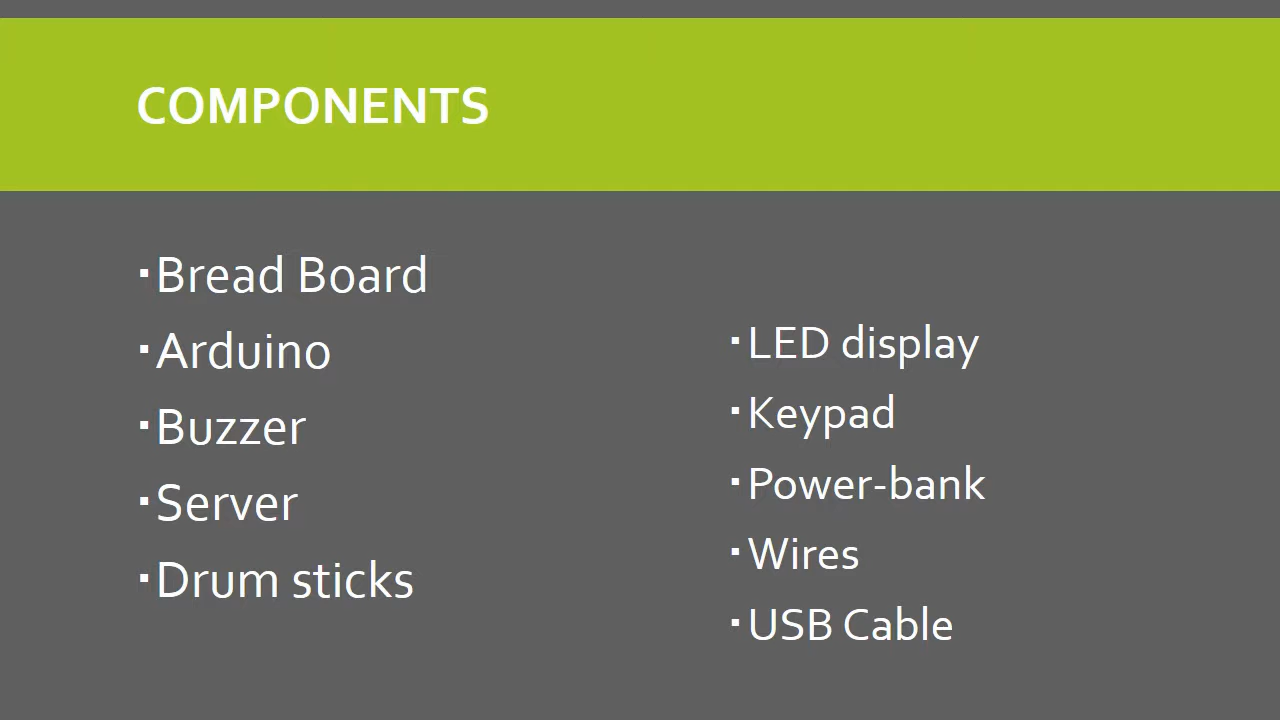 COMPONENTS
▪Bread Board
▪Arduino
▪Buzzer
▪Server
▪Drum sticks
▪LED display
▪Keypad
▪Power-bank
▪Wires
▪USB Cable